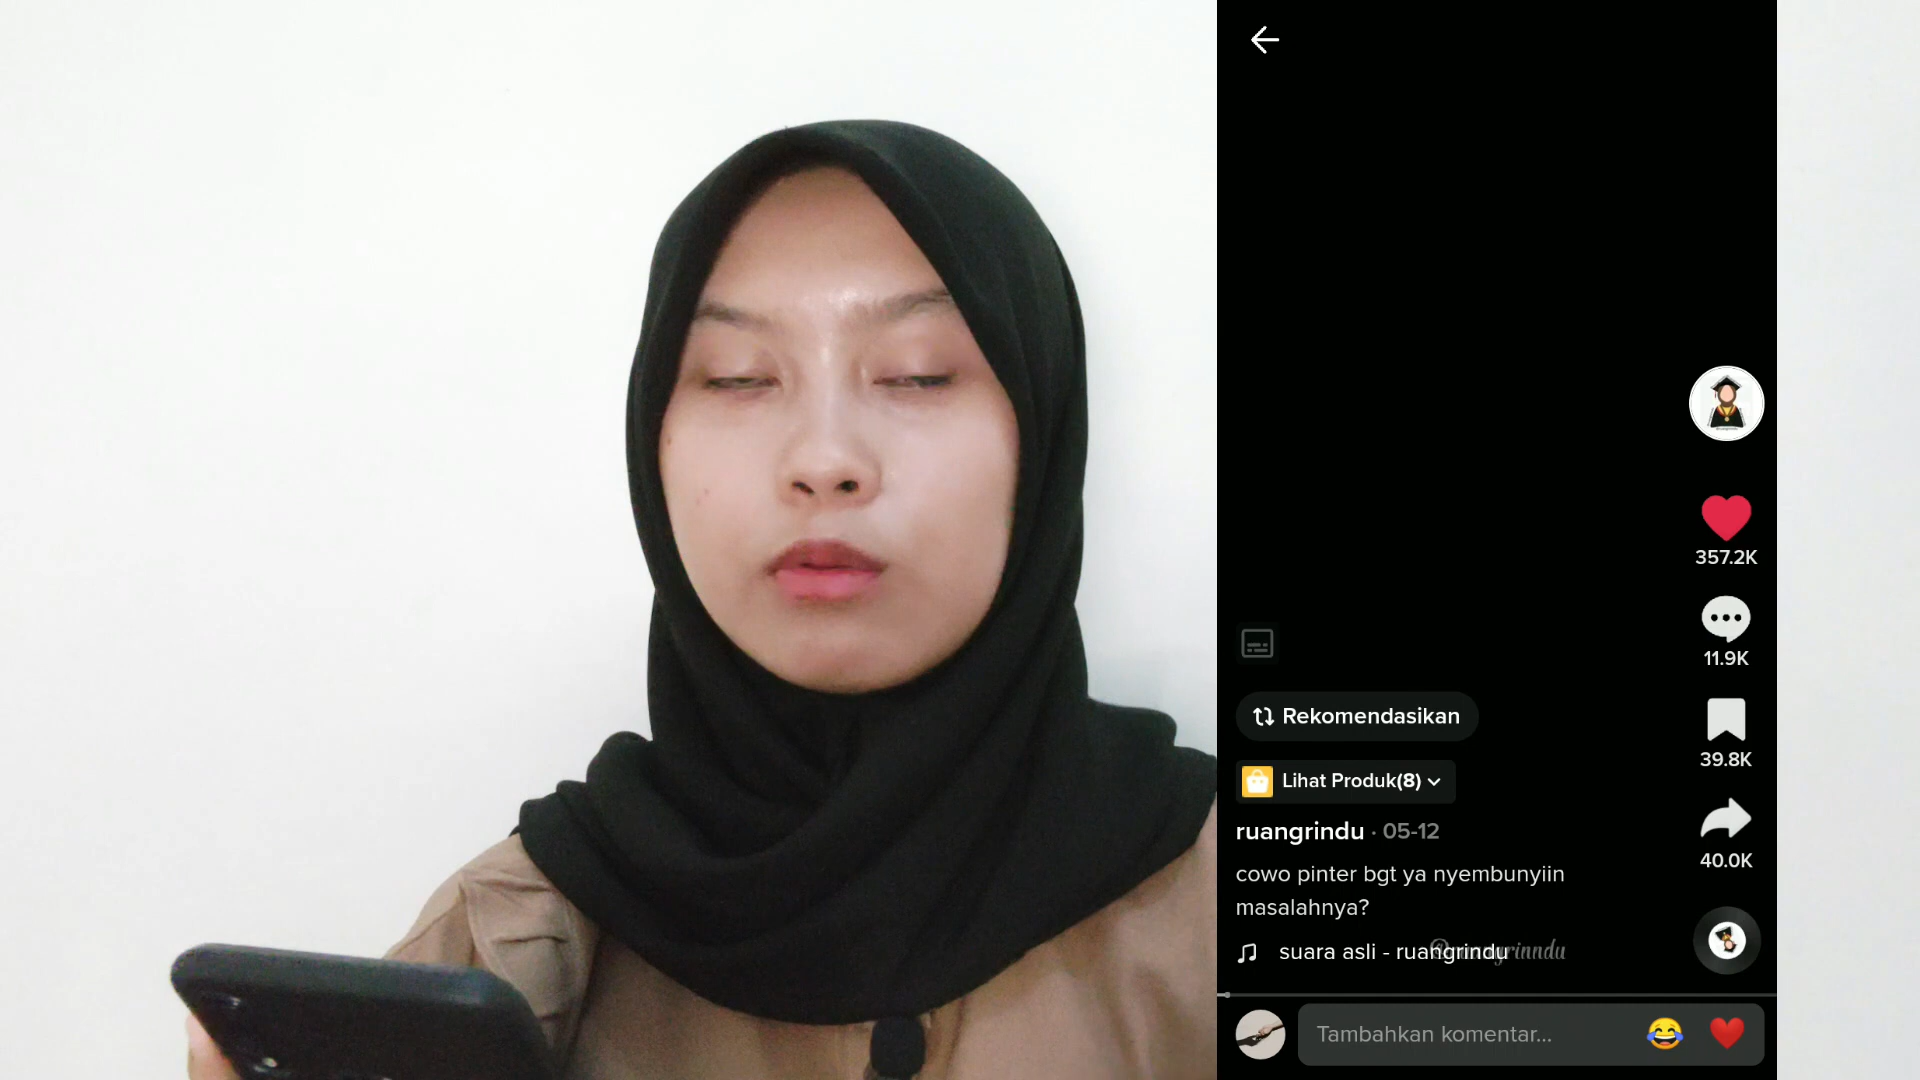 357.2K
11.9K
Rekomendasikan
39.8K
Lihat Produk(8)
ruangrindu · 05-12
40.0K
cowo pinter bgt ya nyembunyiin
masalahnya?
suara asli - ruangrindu
Tambahkan komentar...